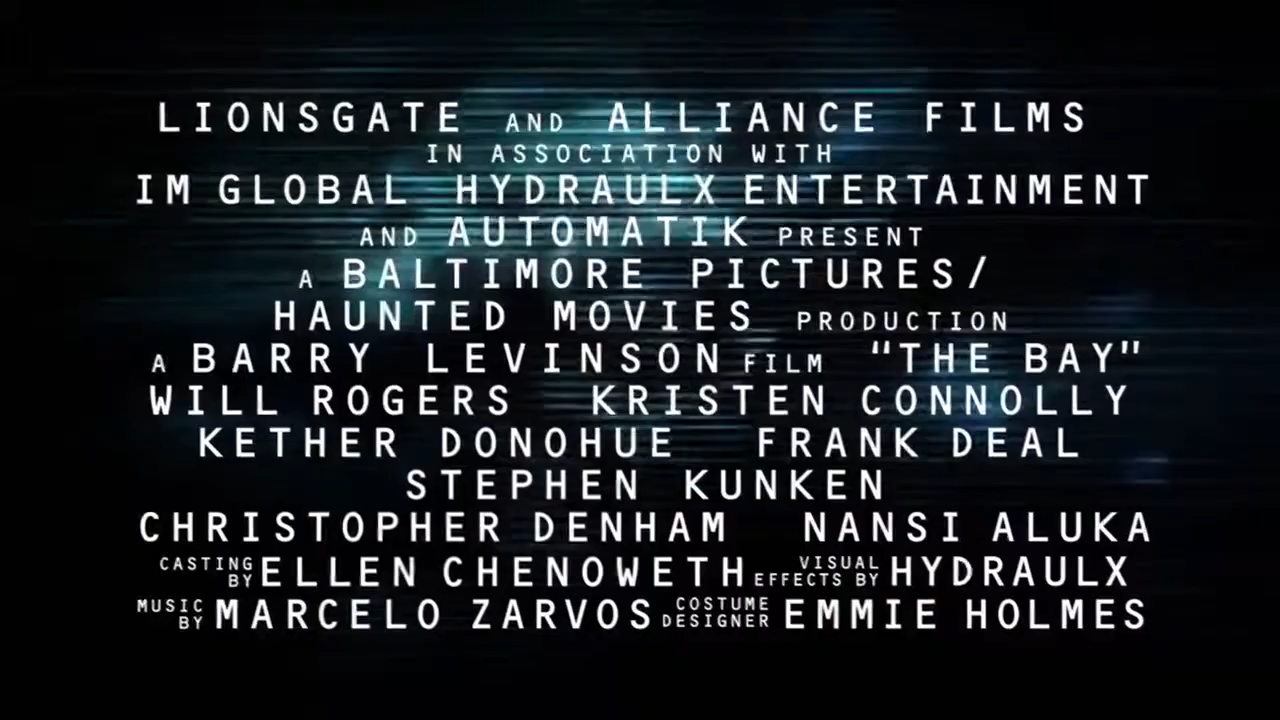 LIONSGATE AND ALLIANCE FILMS
IN ASSOCIATION WITH
IM GLOBAL HYDRAULX ENTERTAINMENT
AND AUTOMATIK PRESENT
A BALTIMORE PICTURES/
HAUNTED MOVIES PRODUCTION
A BARRY LEVINSON FILM “THE BAY”
WILL ROGERS KRISTEN CONNOLLY
KETHER DONOHUE FRANK DEAL
STEPHEN KUNKEN
CHRISTOPHER DENHAM NANSI ALUKA
CASTING BY ELLEN CHENOWETH VISUAL EFFECTS BY HYDRAULX
MUSIC BY MARCELO ZARVOS COSTUME DESIGNER EMMIE HOLMES